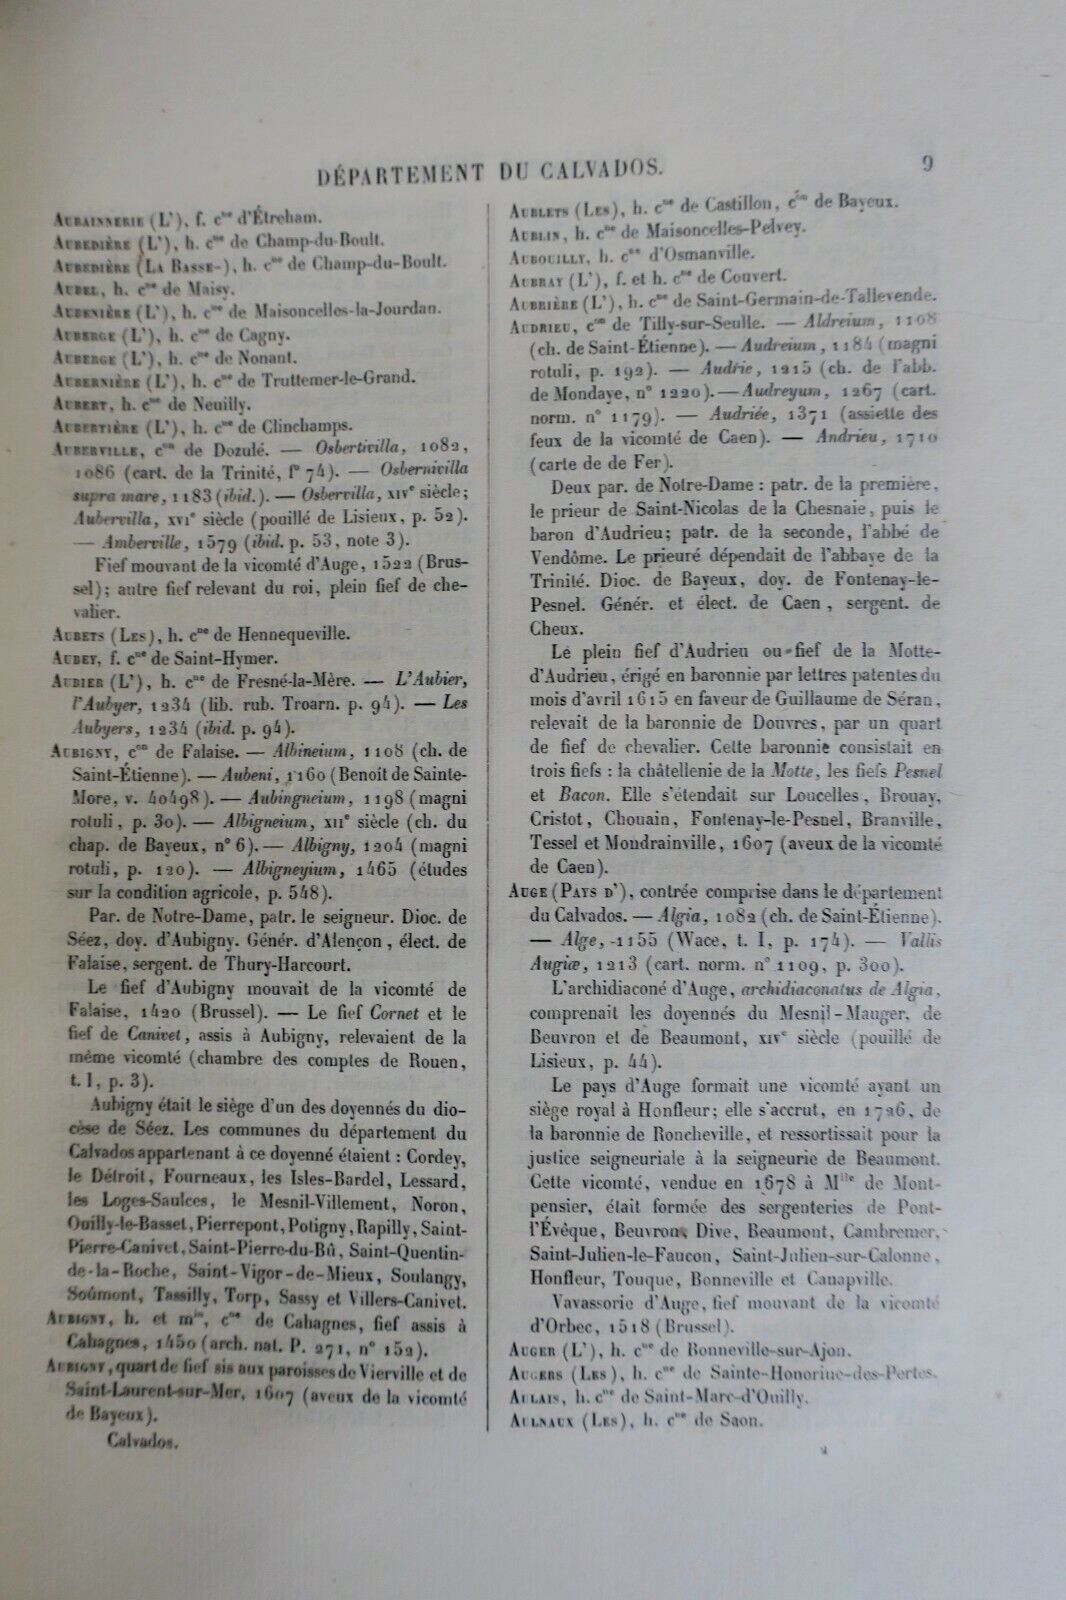 DÉPARTEMENT DU CALVADOS.
9
AUBAINNERIE (L'), f. cne d'Étreham.
AUBEDIÈRE (L'), h. cne de Champ-du-Boult.
AUBEDIÈRE (LA BASSE-), h. cne de Champ-du-Boult.
AUBEL, h. cne de Maisy.
AUBENIÈRE (L'), h. cne de Maisoncelles-la-Jourdan.
AUBERGE (L'), h. cne de Cagny.
AUBERGE (L'), h. cne de Nonant.
AUBERNIÈRE (L'), h. cne de Truttemer-le-Grand.
AUBERT, h. cne de Neuilly.
AUBERTIÈRE (L'), h. cne de Clinchamps.
AUBERVILLE, con de Dozulé. — Osbertivilla, 1082,
1086 (cart. de la Trinité, f° 74). — Osbernivilla
supra mare, 1183 (ibid.). — Osbervilla, XIVe siècle;
Aubervilla, XVIe siècle (pouillé de Lisieux, p. 52).
— Amberville, 1579 (ibid. p. 53, note 3).
Fief mouvant de la vicomté d'Auge, 1522 (Brus-
sel); autre fief relevant du roi, plein fief de che-
valier.
AUBETS (LES), h. cne de Hennequeville.
AUBEY, f. cne de Saint-Hymer.
AUBIER (L'), h. cne de Fresné-la-Mère. — L'Aubier,
l'Aubyer, 1234 (lib. rub. Troarn. p. 94). — Les
Aubyers, 1234 (ibid. p. 94).
AUBIGNY, con de Falaise. — Albineium, 1108 (ch. de
Saint-Étienne). — Aubeni, 1160 (Benoît de Sainte-
More, v. 40498). — Aubingneium, 1198 (magni
rotuli, p. 30). — Albigneium, XIIe siècle (ch. du
chap. de Bayeux, n° 6). — Albigny, 1204 (magni
rotuli, p. 120). — Albigneyium, 1465 (études
sur la condition agricole, p. 548).
Par. de Notre-Dame, patr. le seigneur. Dioc. de
Séez, doy. d'Aubigny. Génér. d'Alençon, élect. de
Falaise, sergent. de Thury-Harcourt.
Le fief d'Aubigny mouvait de la vicomté de
Falaise, 1420 (Brussel). — Le fief Cornet et le
fief de Canivet, assis à Aubigny, relevaient de la
même vicomté (chambre des comptes de Rouen,
t. I, p. 3).
Aubigny était le siège d'un des doyennés du dio-
cèse de Séez. Les communes du département du
Calvados appartenant à ce doyenné étaient : Cordey,
le Détroit, Fourneaux, les Isles-Bardel, Lessard,
les Loges-Saulces, le Mesnil-Villement, Noron,
Ouilly-le-Basset, Pierrepont, Potigny, Rapilly, Saint-
Pierre-Canivet, Saint-Pierre-du-Bû, Saint-Quentin-
de-la-Roche, Saint-Vigor-de-Mieux, Soulangy,
Soûmont, Tassilly, Torp, Sassy et Villers-Canivet.
AUBIGNY, h. et min, cne de Cahagnes, fief assis à
Cahagnes, 1450 (arch. nat. P. 271, n° 152).
AUBIGNY, quart de fief sis aux paroisses de Vierville et de
Saint-Laurent-sur-Mer, 1607 (aveux de la vicomté
de Bayeux).
Calvados.
AUBLETS (LES), h. cne de Castillon, con de Bayeux.
AUBLIN, h. cne de Maisoncelles-Pelvey.
AUBOUILLY, h. cne d'Osmanville.
AUBRAY (L'), f. et h. cne de Couvert.
AUBRIÈRE (L'), h. cne de Saint-Germain-de-Tallevende.
AUDRIEU, con de Tilly-sur-Seulle. — Aldreium, 1108
(ch. de Saint-Étienne). — Audreium, 1184 (magni
rotuli, p. 192). — Audrie, 1215 (ch. de l'abb.
de Mondaye, n° 1220). — Audreyum, 1267 (cart.
norm. n° 1179). — Audriée, 1371 (assiette des
feux de la vicomté de Caen). — Andrieu, 1710
(carte de de Fer).
Deux par. de Notre-Dame : patr. de la première,
le prieur de Saint-Nicolas de la Chesnaie, puis le
baron d'Audrieu; patr. de la seconde, l'abbé de
Vendôme. Le prieuré dépendait de l'abbaye de la
Trinité. Dioc. de Bayeux, doy. de Fontenay-le-
Pesnel. Génér. et élect. de Caen, sergent. de
Cheux.
Le plein fief d'Audrieu ou fief de la Motte-
d'Audrieu, érigé en baronnie par lettres patentes du
mois d'avril 1615 en faveur de Guillaume de Séran,
relevait de la baronnie de Douvres, par un quart
de fief de chevalier. Cette baronnie consistait en
trois fiefs : la châtellenie de la Motte, les fiefs Pesnel
et Bacon. Elle s'étendait sur Loucelles, Brouay,
Cristot, Chouain, Fontenay-le-Pesnel, Branville,
Tessel et Mondrainville, 1607 (aveux de la vicomté
de Caen).
AUGE (PAYS D'), contrée comprise dans le département
du Calvados. — Algia, 1082 (ch. de Saint-Étienne).
— Alge, 1155 (Wace, t. I, p. 174). — Vallis
Augiæ, 1213 (cart. norm. n° 1109, p. 300).
L'archidiaconé d'Auge, archidiaconatus de Algia,
comprenait les doyennés du Mesnil-Mauger, de
Beuvron et de Beaumont, XIVe siècle (pouillé de
Lisieux, p. 44).
Le pays d'Auge formait une vicomté ayant un
siège royal à Honfleur; elle s'accrut, en 1726, de
la baronnie de Roncheville, et ressortissait pour la
justice seigneuriale à la seigneurie de Beaumont.
Cette vicomté, vendue en 1678 à Mlle de Mont-
pensier, était formée des sergenteries de Pont-
l'Évêque, Beuvron, Dive, Beaumont, Cambremer,
Saint-Julien-le-Faucon, Saint-Julien-sur-Calonne,
Honfleur, Touque, Bonneville et Canapville.
Vavassorie d'Auge, fief mouvant de la vicomté
d'Orbec, 1518 (Brussel).
AUGER (L'), h. cne de Bonneville-sur-Ajon.
AUGERS (LES), h. cne de Sainte-Honorine-des-Pertes.
AULAIS, h. cne de Saint-Marc-d'Ouilly.
AULNAUX (LES), h. cne de Saon.